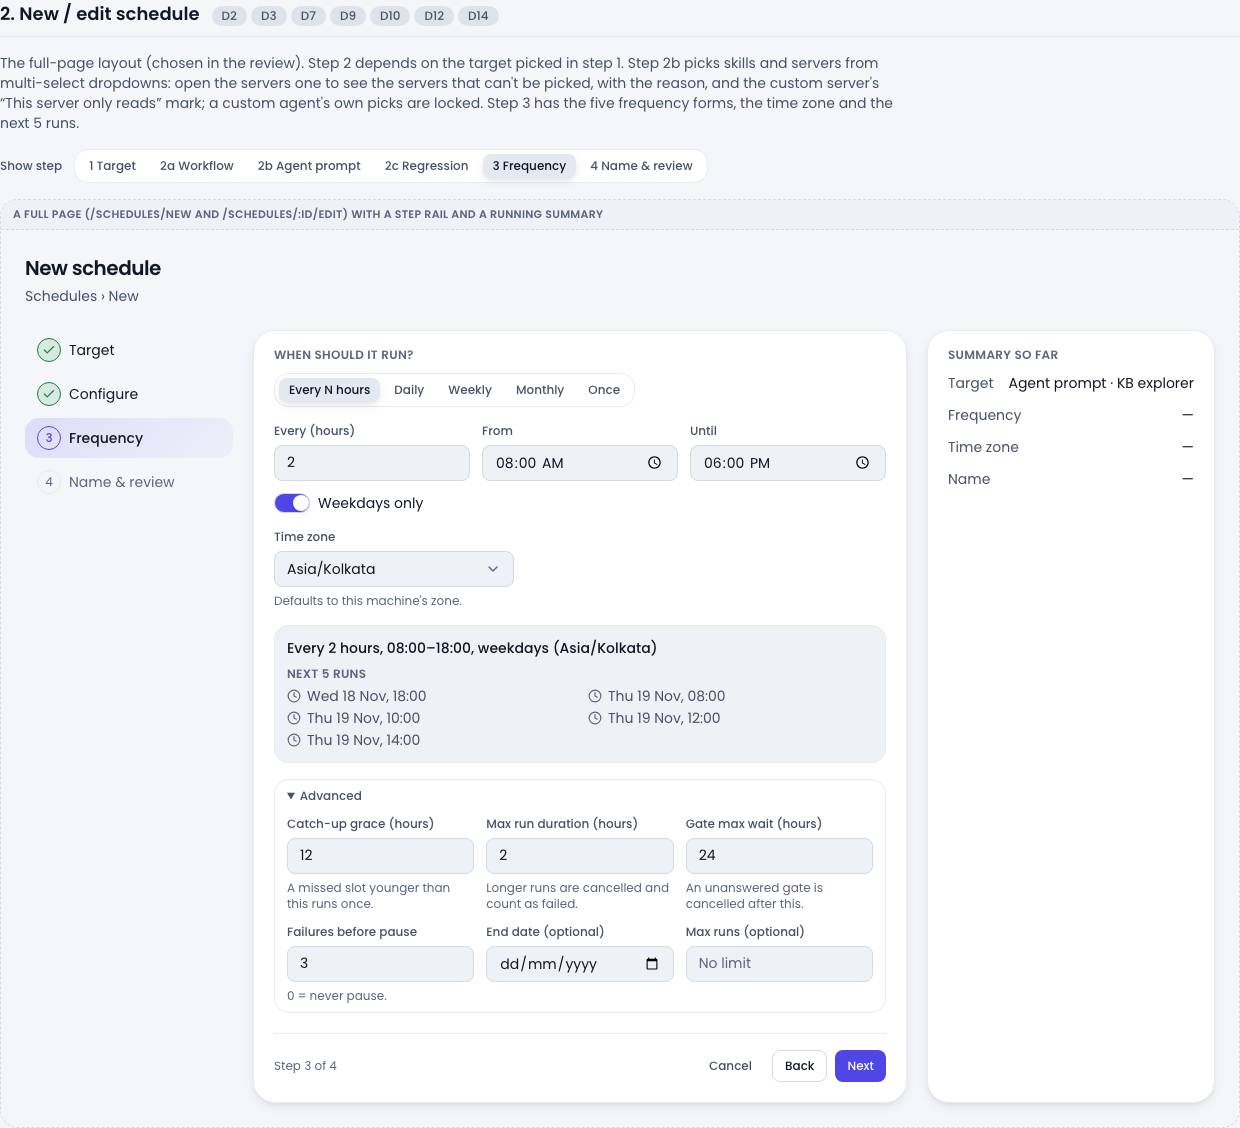 2. New / edit schedule D2 D3 D7 D9 D10 D12 D14
The full-page layout (chosen in the review). Step 2 depends on the target picked in step 1. Step 2b picks skills and servers from
multi-select dropdowns: open the servers one to see the servers that can't be picked, with the reason, and the custom server's
“This server only reads” mark; a custom agent's own picks are locked. Step 3 has the five frequency forms, the time zone and the
next 5 runs.
Show step 1 Target 2a Workflow 2b Agent prompt 2c Regression 3 Frequency 4 Name & review
A FULL PAGE (/SCHEDULES/NEW AND /SCHEDULES/:ID/EDIT) WITH A STEP RAIL AND A RUNNING SUMMARY
New schedule
Schedules › New
Target
Configure
3 Frequency
4 Name & review
WHEN SHOULD IT RUN?
Every N hours Daily Weekly Monthly Once
Every (hours) From Until
2 08:00 AM 06:00 PM
Weekdays only
Time zone
Asia/Kolkata
Defaults to this machine's zone.
Every 2 hours, 08:00–18:00, weekdays (Asia/Kolkata)
NEXT 5 RUNS
Wed 18 Nov, 18:00 Thu 19 Nov, 08:00
Thu 19 Nov, 10:00 Thu 19 Nov, 12:00
Thu 19 Nov, 14:00
▼ Advanced
Catch-up grace (hours) Max run duration (hours) Gate max wait (hours)
12 2 24
A missed slot younger than Longer runs are cancelled and An unanswered gate is
this runs once. count as failed. cancelled after this.
Failures before pause End date (optional) Max runs (optional)
3 dd/mm/yyyy No limit
0 = never pause.
Step 3 of 4 Cancel Back Next
SUMMARY SO FAR
Target Agent prompt · KB explorer
Frequency —
Time zone —
Name —